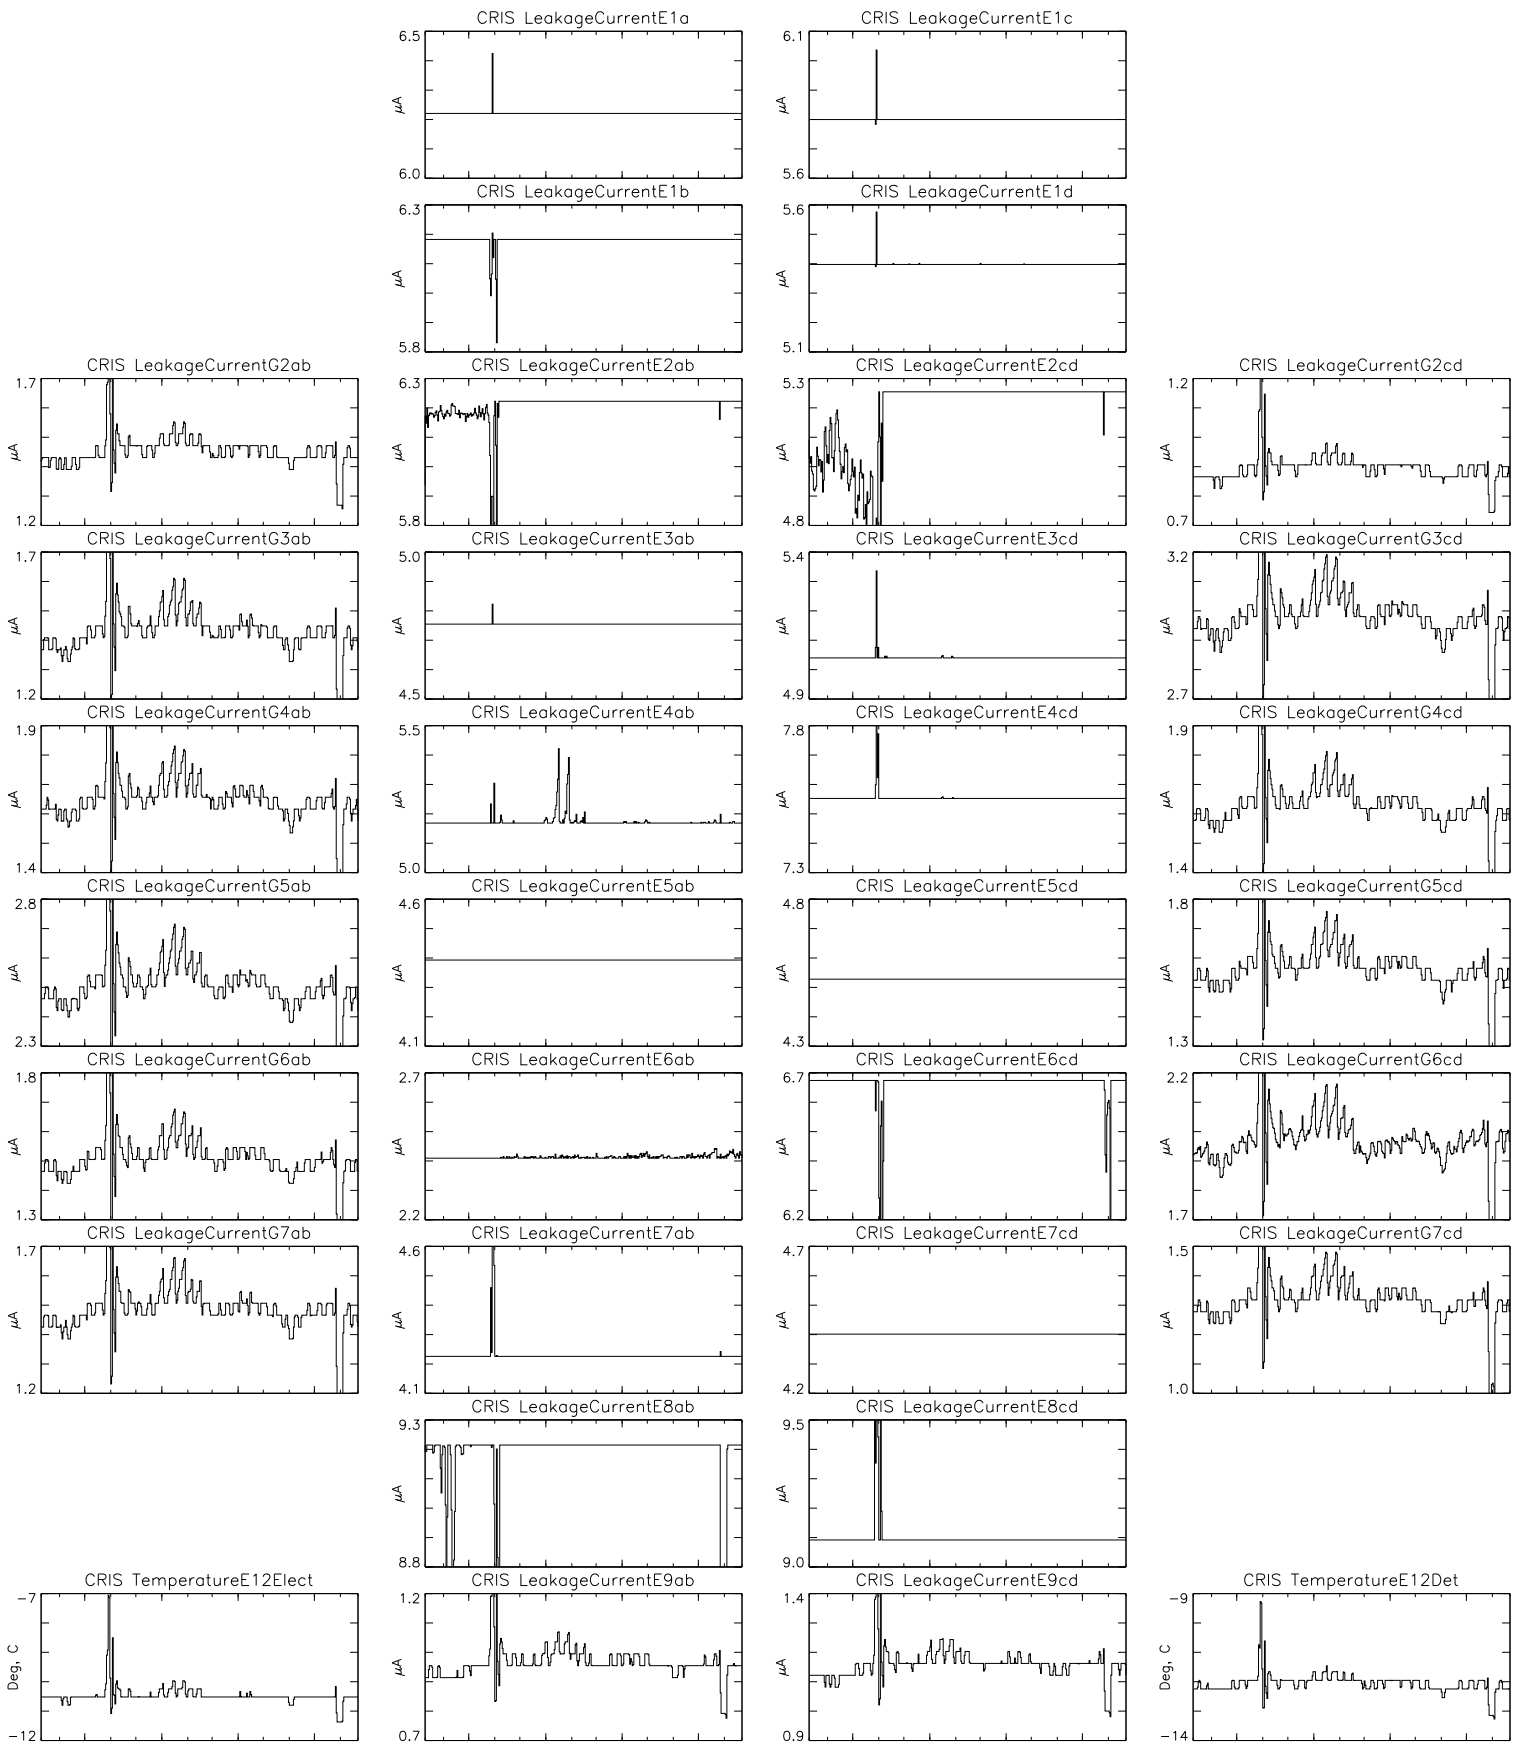 CRIS LeakageCurrentE1a CRIS LeakageCurrentE1c
6.5 6.1
μA μA
6.0 5.6
CRIS LeakageCurrentE1b CRIS LeakageCurrentE1d
6.3 5.6
μA μA
5.8 5.1
CRIS LeakageCurrentG2ab CRIS LeakageCurrentE2ab CRIS LeakageCurrentE2cd CRIS LeakageCurrentG2cd
1.7 6.3 5.3 1.2
μA μA μA μA
1.2 5.8 4.8 0.7
CRIS LeakageCurrentG3ab CRIS LeakageCurrentE3ab CRIS LeakageCurrentE3cd CRIS LeakageCurrentG3cd
1.7 5.0 5.4 3.2
μA μA μA μA
1.2 4.5 4.9 2.7
CRIS LeakageCurrentG4ab CRIS LeakageCurrentE4ab CRIS LeakageCurrentE4cd CRIS LeakageCurrentG4cd
1.9 5.5 7.8 1.9
μA μA μA μA
1.4 5.0 7.3 1.4
CRIS LeakageCurrentG5ab CRIS LeakageCurrentE5ab CRIS LeakageCurrentE5cd CRIS LeakageCurrentG5cd
2.8 4.6 4.8 1.8
μA μA μA μA
2.3 4.1 4.3 1.3
CRIS LeakageCurrentG6ab CRIS LeakageCurrentE6ab CRIS LeakageCurrentE6cd CRIS LeakageCurrentG6cd
1.8 2.7 6.7 2.2
μA μA μA μA
1.3 2.2 6.2 1.7
CRIS LeakageCurrentG7ab CRIS LeakageCurrentE7ab CRIS LeakageCurrentE7cd CRIS LeakageCurrentG7cd
1.7 4.6 4.7 1.5
μA μA μA μA
1.2 4.1 4.2 1.0
CRIS LeakageCurrentE8ab CRIS LeakageCurrentE8cd
9.3 9.5
μA μA
8.8 9.0
CRIS TemperatureE12Elect CRIS LeakageCurrentE9ab CRIS LeakageCurrentE9cd CRIS TemperatureE12Det
-7 1.2 1.4 -9
Deg, C μA μA Deg, C
-12 0.7 0.9 -14